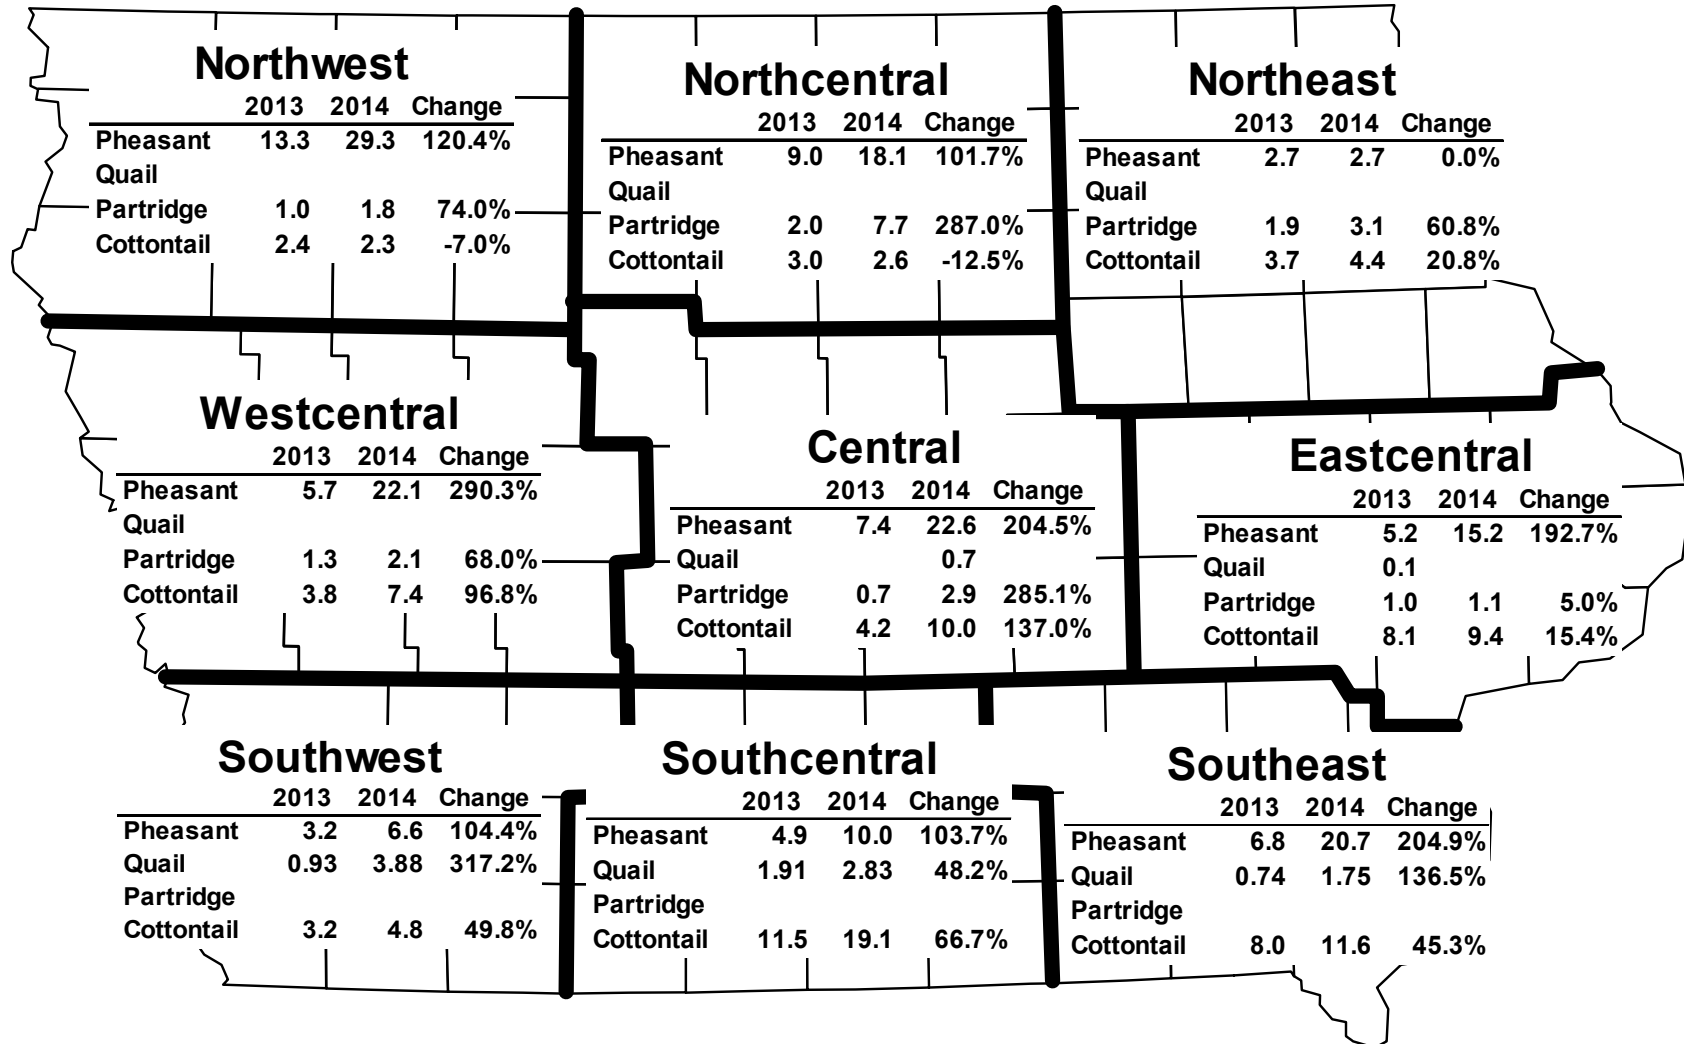 Northwest
2013 2014 Change
Pheasant 13.3 29.3 120.4%
Quail
Partridge 1.0 1.8 74.0%
Cottontail 2.4 2.3 -7.0%
Northcentral
2013 2014 Change
Pheasant 9.0 18.1 101.7%
Quail
Partridge 2.0 7.7 287.0%
Cottontail 3.0 2.6 -12.5%
Northeast
2013 2014 Change
Pheasant 2.7 2.7 0.0%
Quail
Partridge 1.9 3.1 60.8%
Cottontail 3.7 4.4 20.8%
Westcentral
2013 2014 Change
Pheasant 5.7 22.1 290.3%
Quail
Partridge 1.3 2.1 68.0%
Cottontail 3.8 7.4 96.8%
Central
2013 2014 Change
Pheasant 7.4 22.6 204.5%
Quail 0.7
Partridge 0.7 2.9 285.1%
Cottontail 4.2 10.0 137.0%
Eastcentral
2013 2014 Change
Pheasant 5.2 15.2 192.7%
Quail 0.1
Partridge 1.0 1.1 5.0%
Cottontail 8.1 9.4 15.4%
Southwest
2013 2014 Change
Pheasant 3.2 6.6 104.4%
Quail 0.93 3.88 317.2%
Partridge
Cottontail 3.2 4.8 49.8%
Southcentral
2013 2014 Change
Pheasant 4.9 10.0 103.7%
Quail 1.91 2.83 48.2%
Partridge
Cottontail 11.5 19.1 66.7%
Southeast
2013 2014 Change
Pheasant 6.8 20.7 204.9%
Quail 0.74 1.75 136.5%
Partridge
Cottontail 8.0 11.6 45.3%